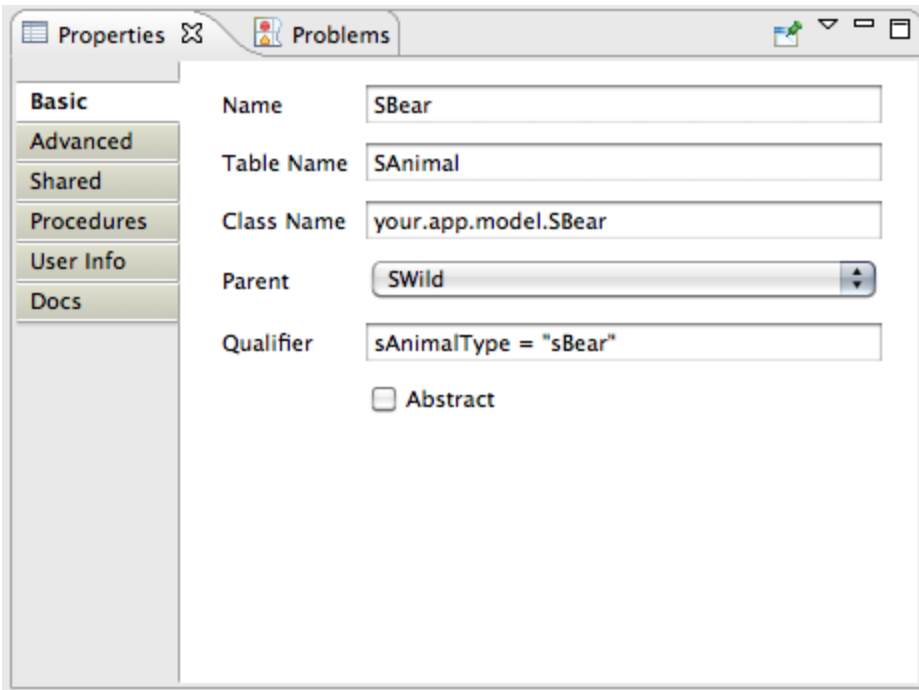 Properties
Problems
Basic
Advanced
Shared
Procedures
User Info
Docs
Name SBear
Table Name SAnimal
Class Name your.app.model.SBear
Parent SWild
Qualifier sAnimalType = "sBear"
Abstract